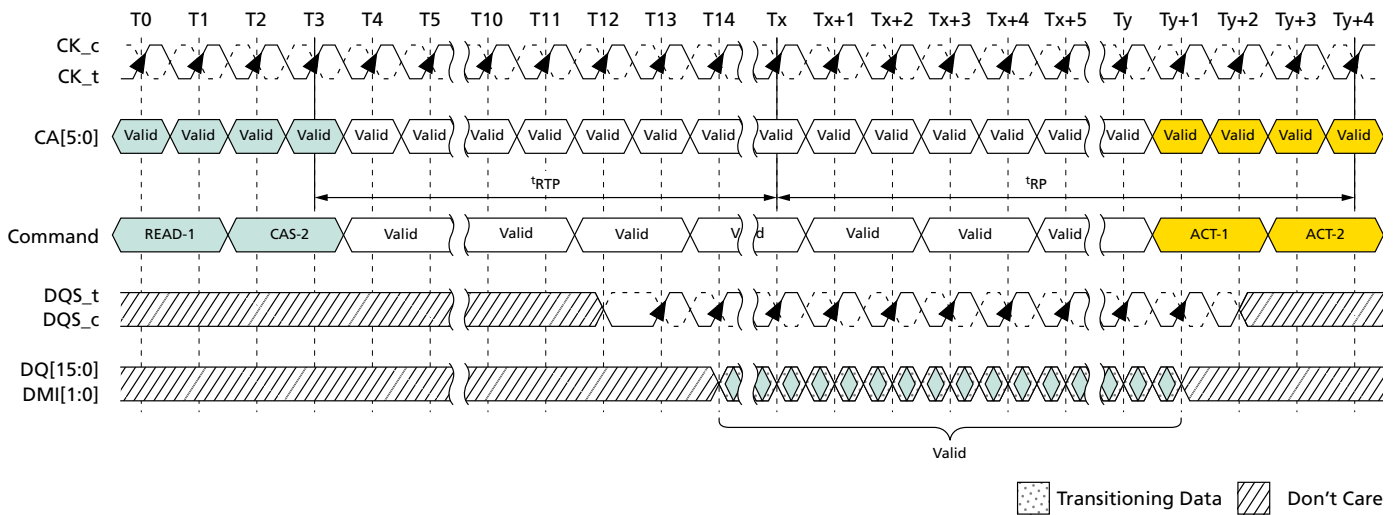 T0 T1 T2 T3 T4 T5 T10 T11 T12 T13 T14 Tx Tx+1 Tx+2 Tx+3 Tx+4 Tx+5 Ty Ty+1 Ty+2 Ty+3 Ty+4
CK_c
CK_t
CA[5:0] Valid Valid Valid Valid Valid Valid Valid Valid Valid Valid Valid Valid Valid Valid Valid Valid Valid Valid Valid Valid Valid Valid
tRTP tRP
Command READ-1 CAS-2 Valid Valid Valid Valid Valid Valid Valid ACT-1 ACT-2
DQS_t
DQS_c
DQ[15:0]
DMI[1:0]
Valid
Transitioning Data Don't Care